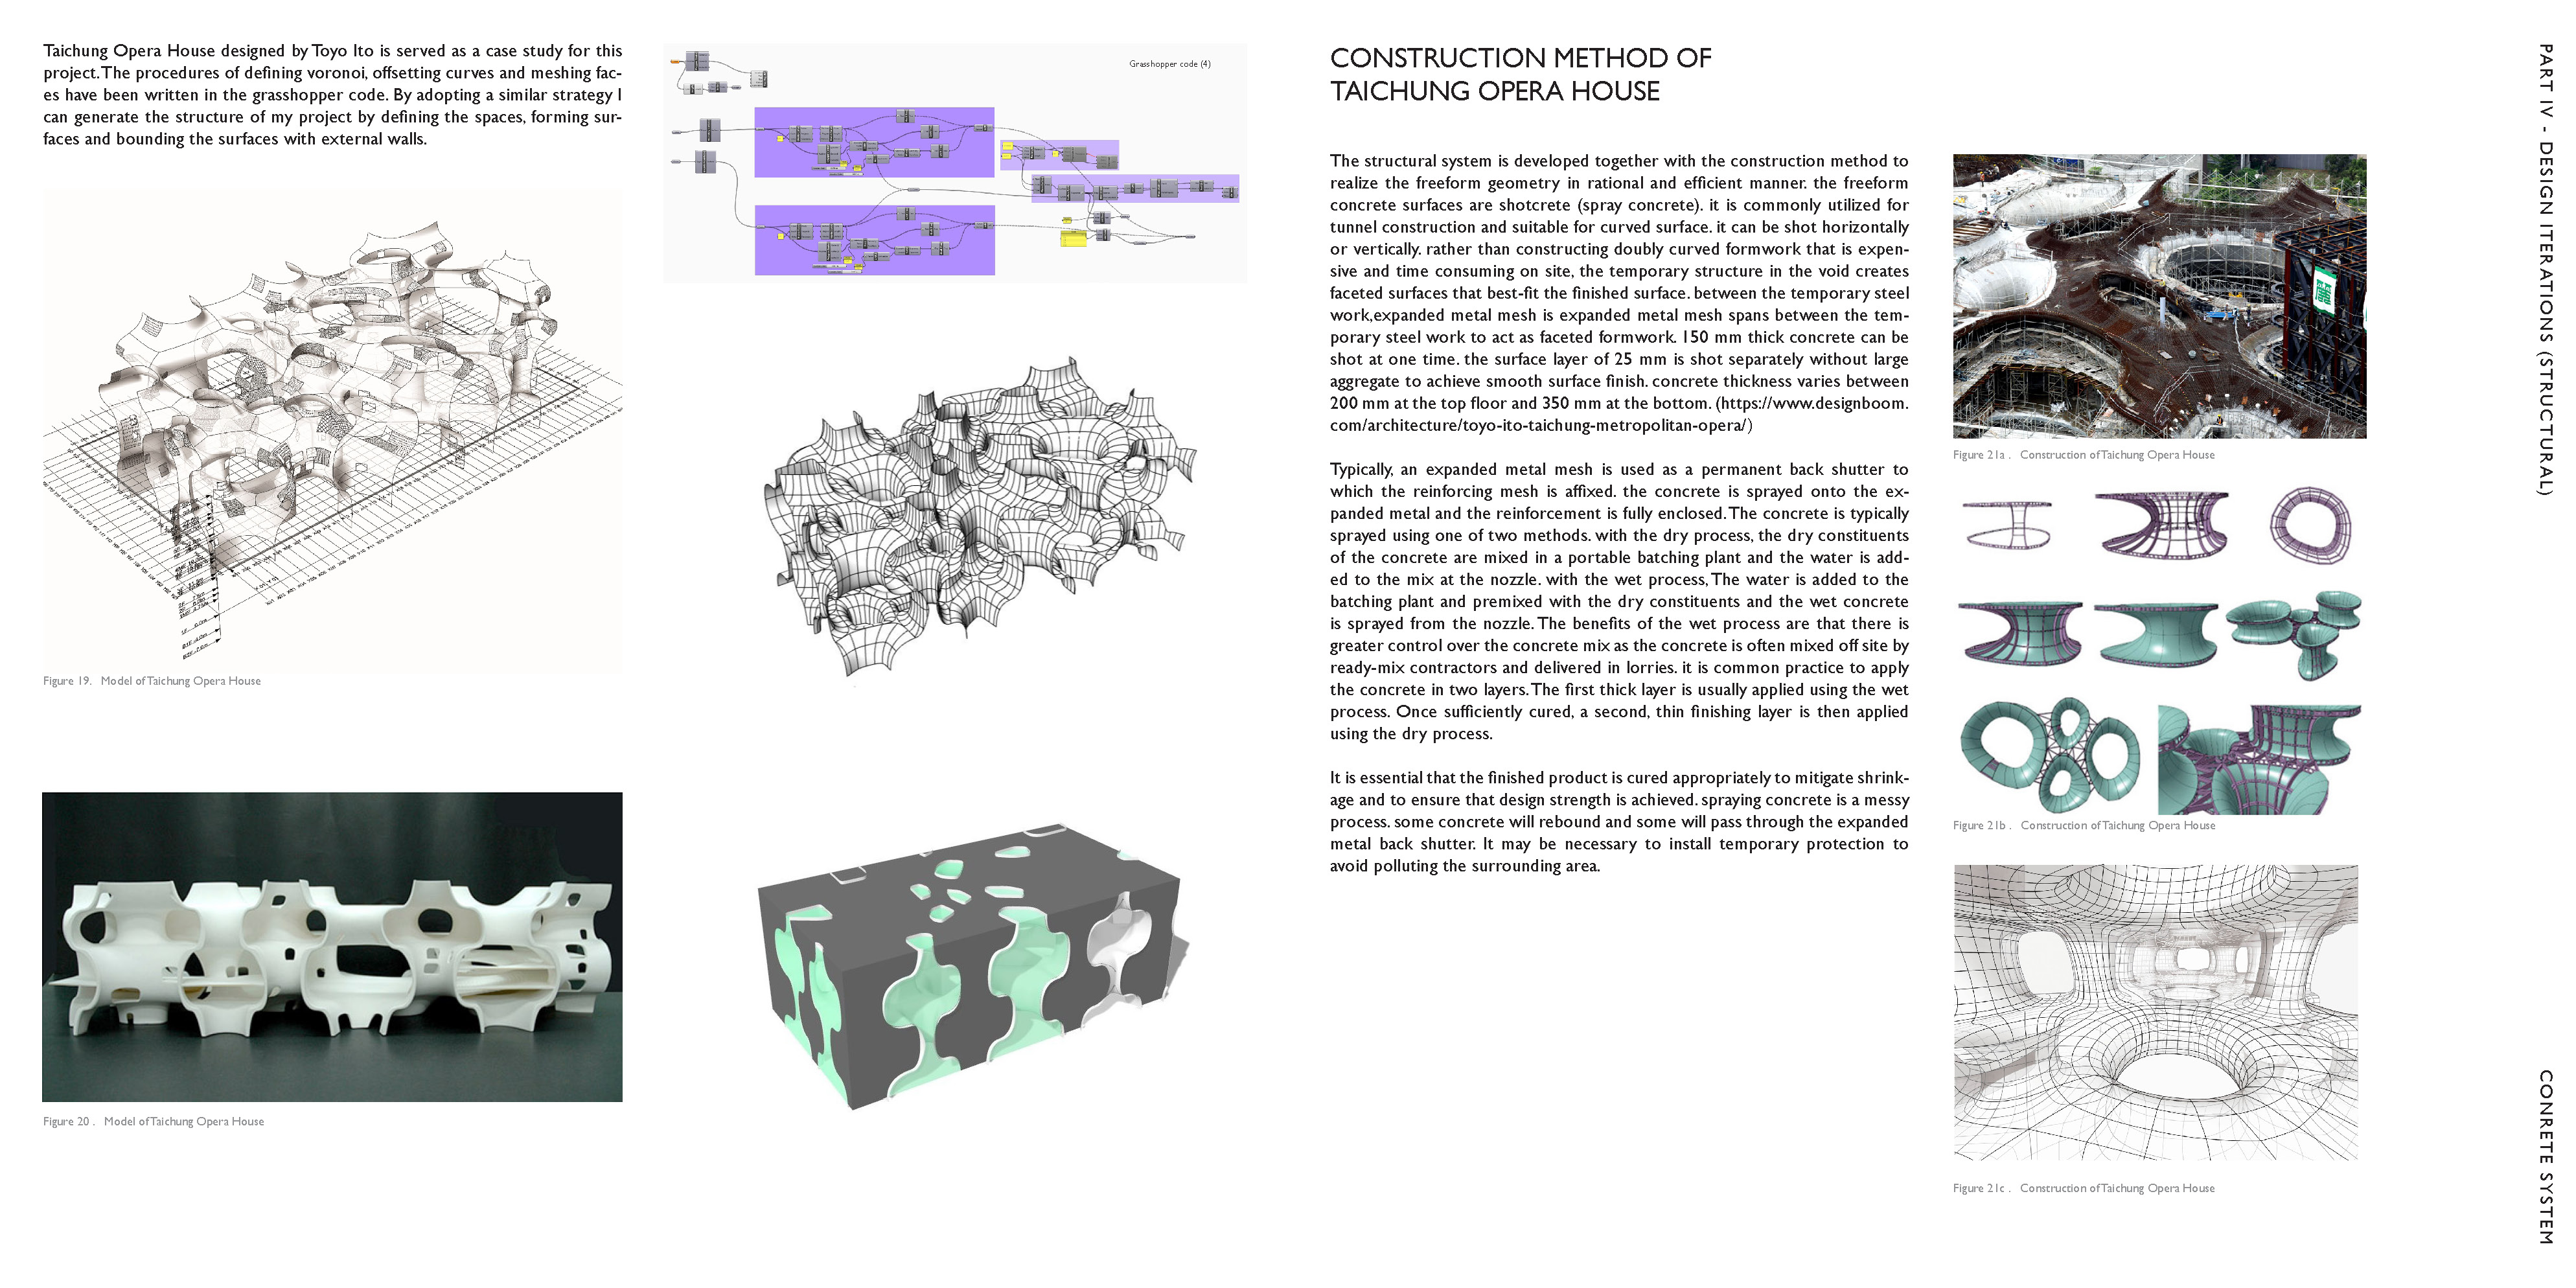 Taichung Opera House designed by Toyo Ito is served as a case study for this
project. The procedures of defining voronoi, offsetting curves and meshing fac-
es have been written in the grasshopper code. By adopting a similar strategy I
can generate the structure of my project by defining the spaces, forming sur-
faces and bounding the surfaces with external walls.
Figure 19. Model of Taichung Opera House
Figure 20 . Model of Taichung Opera House
Grasshopper code (4)
CONSTRUCTION METHOD OF
TAICHUNG OPERA HOUSE
The structural system is developed together with the construction method to
realize the freeform geometry in rational and efficient manner. the freeform
concrete surfaces are shotcrete (spray concrete). it is commonly utilized for
tunnel construction and suitable for curved surface. it can be shot horizontally
or vertically. rather than constructing doubly curved formwork that is expen-
sive and time consuming on site, the temporary structure in the void creates
faceted surfaces that best-fit the finished surface. between the temporary steel
work,expanded metal mesh is expanded metal mesh spans between the tem-
porary steel work to act as faceted formwork. 150 mm thick concrete can be
shot at one time. the surface layer of 25 mm is shot separately without large
aggregate to achieve smooth surface finish. concrete thickness varies between
200 mm at the top floor and 350 mm at the bottom. (https://www.designboom.
com/architecture/toyo-ito-taichung-metropolitan-opera/)
Typically, an expanded metal mesh is used as a permanent back shutter to
which the reinforcing mesh is affixed. the concrete is sprayed onto the ex-
panded metal and the reinforcement is fully enclosed. The concrete is typically
sprayed using one of two methods. with the dry process, the dry constituents
of the concrete are mixed in a portable batching plant and the water is add-
ed to the mix at the nozzle. with the wet process, The water is added to the
batching plant and premixed with the dry constituents and the wet concrete
is sprayed from the nozzle. The benefits of the wet process are that there is
greater control over the concrete mix as the concrete is often mixed off site by
ready-mix contractors and delivered in lorries. it is common practice to apply
the concrete in two layers. The first thick layer is usually applied using the wet
process. Once sufficiently cured, a second, thin finishing layer is then applied
using the dry process.
It is essential that the finished product is cured appropriately to mitigate shrink-
age and to ensure that design strength is achieved. spraying concrete is a messy
process. some concrete will rebound and some will pass through the expanded
metal back shutter. It may be necessary to install temporary protection to
avoid polluting the surrounding area.
Figure 21a . Construction of Taichung Opera House
Figure 21b . Construction of Taichung Opera House
Figure 21c . Construction of Taichung Opera House
PART IV - DESIGN ITERATIONS (STRUCTURAL)
CONRETE SYSTEM